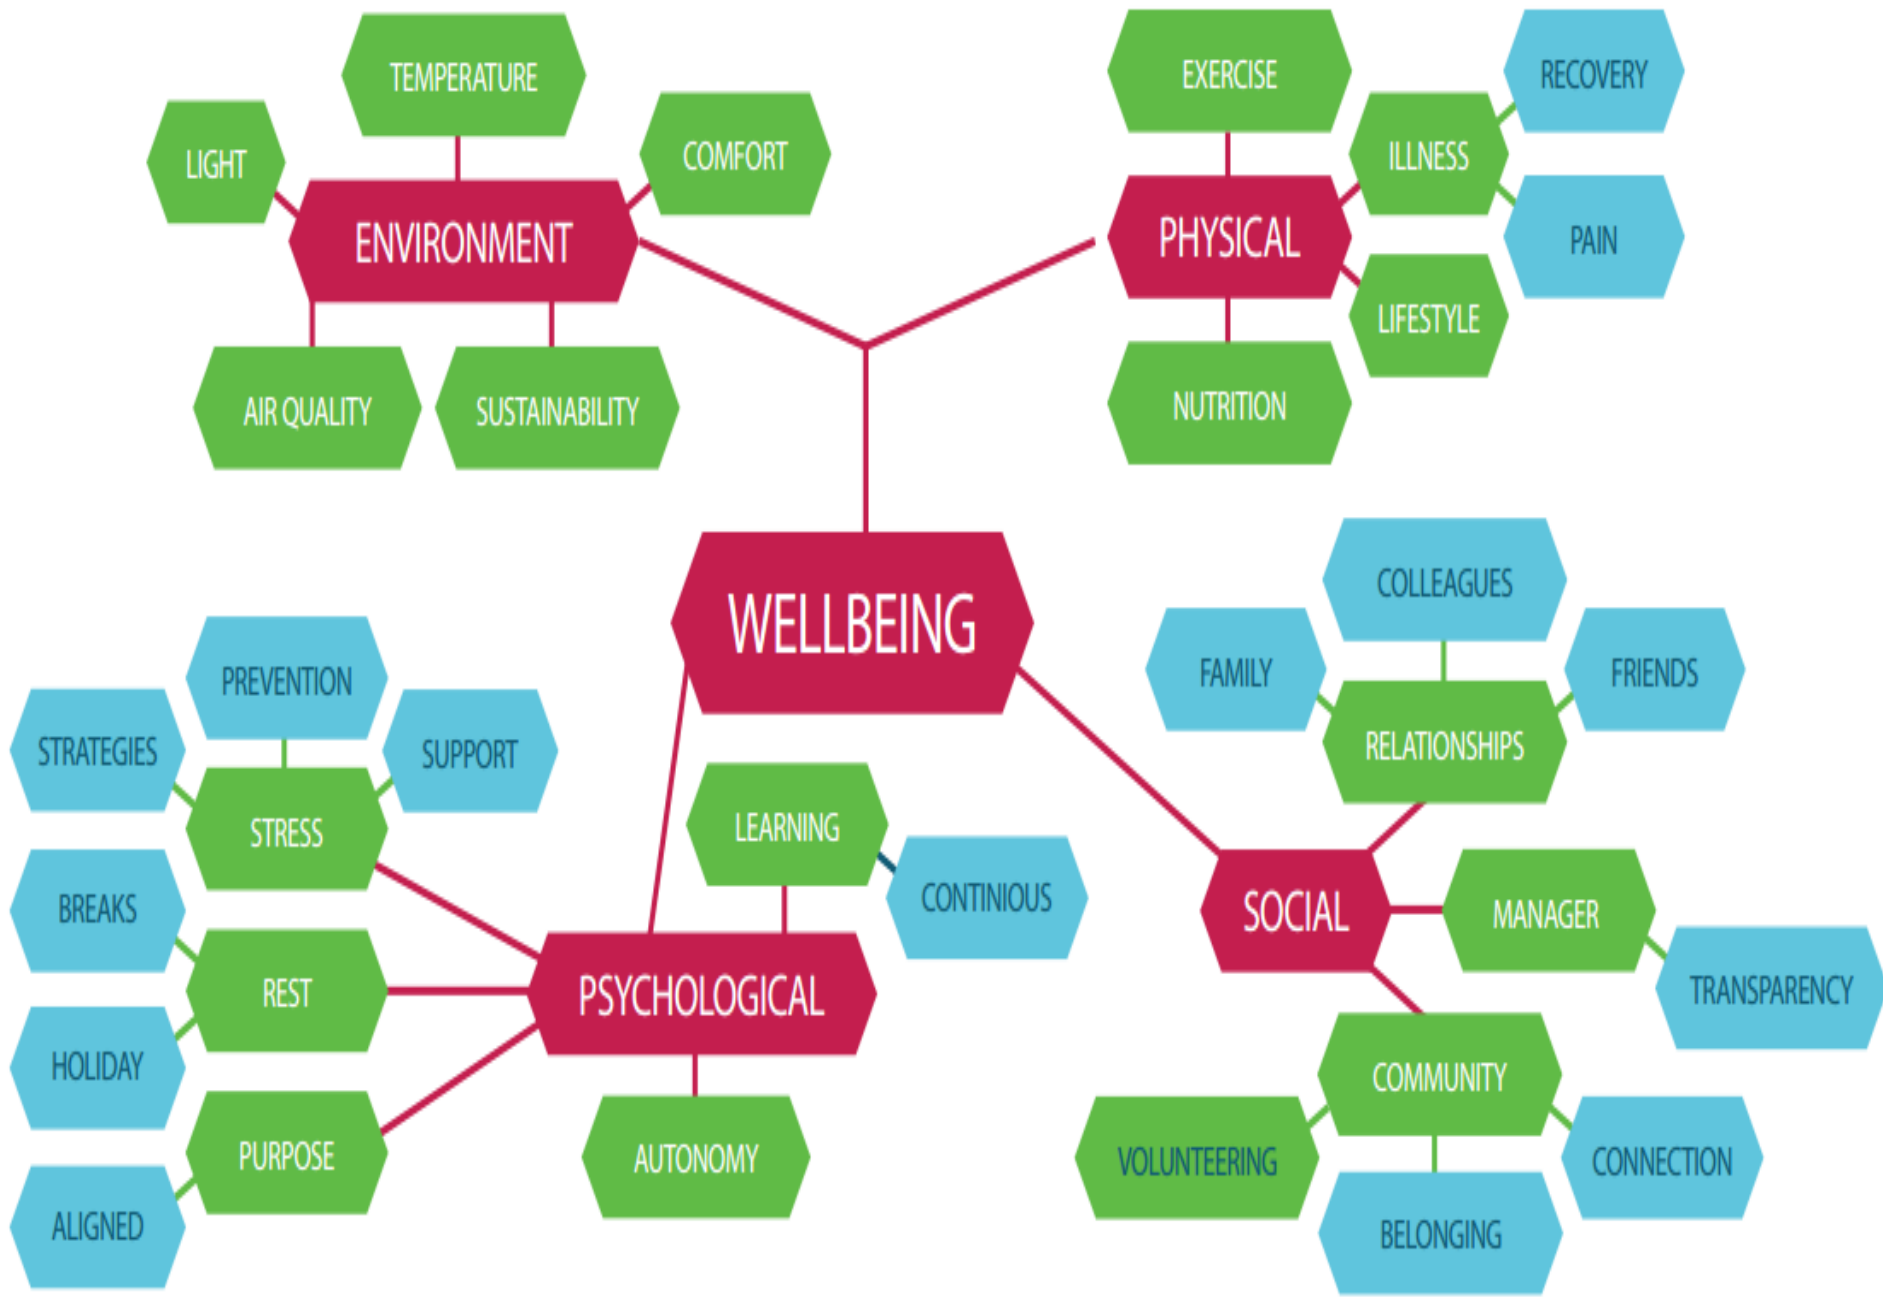 TEMPERATURE
LIGHT
COMFORT
ENVIRONMENT
AIR QUALITY
SUSTAINABILITY
EXERCISE
RECOVERY
ILLNESS
PHYSICAL
PAIN
LIFESTYLE
NUTRITION
WELLBEING
PREVENTION
STRATEGIES
SUPPORT
STRESS
BREAKS
REST
HOLIDAY
PURPOSE
ALIGNED
LEARNING
CONTINIOUS
PSYCHOLOGICAL
AUTONOMY
COLLEAGUES
FAMILY
FRIENDS
RELATIONSHIPS
SOCIAL
MANAGER
TRANSPARENCY
COMMUNITY
VOLUNTEERING
CONNECTION
BELONGING